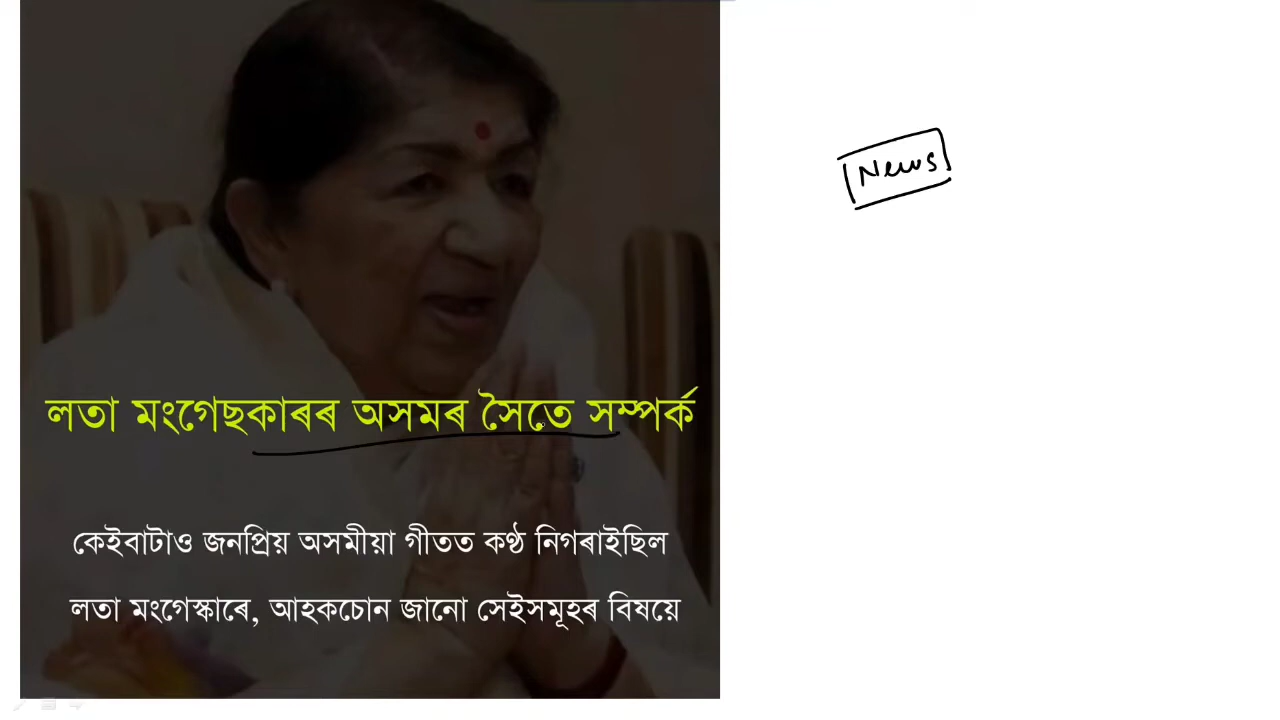 News
লতা মংগেছকাৰৰ অসমৰ সৈতে সম্পৰ্ক
কেইবাটাও জনপ্ৰিয় অসমীয়া গীতত কণ্ঠ নিগৰাইছিল
লতা মংগেস্কাৰে, আহকচোন জানো সেইসমূহৰ বিষয়ে